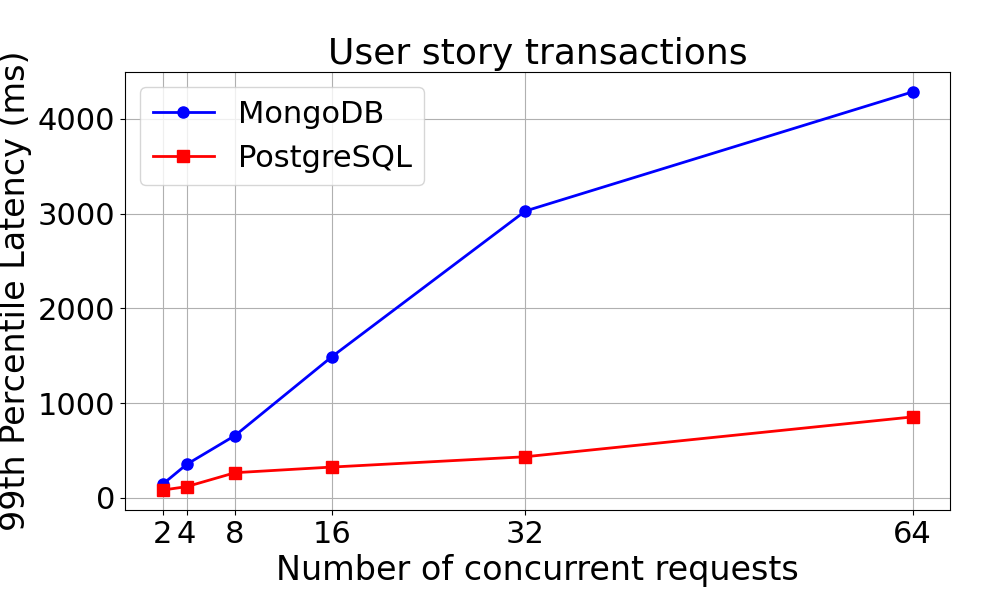 User story transactions
99th Percentile Latency (ms)
MongoDB
PostgreSQL
4000
3000
2000
1000
0
2 4 8 16 32 64
Number of concurrent requests